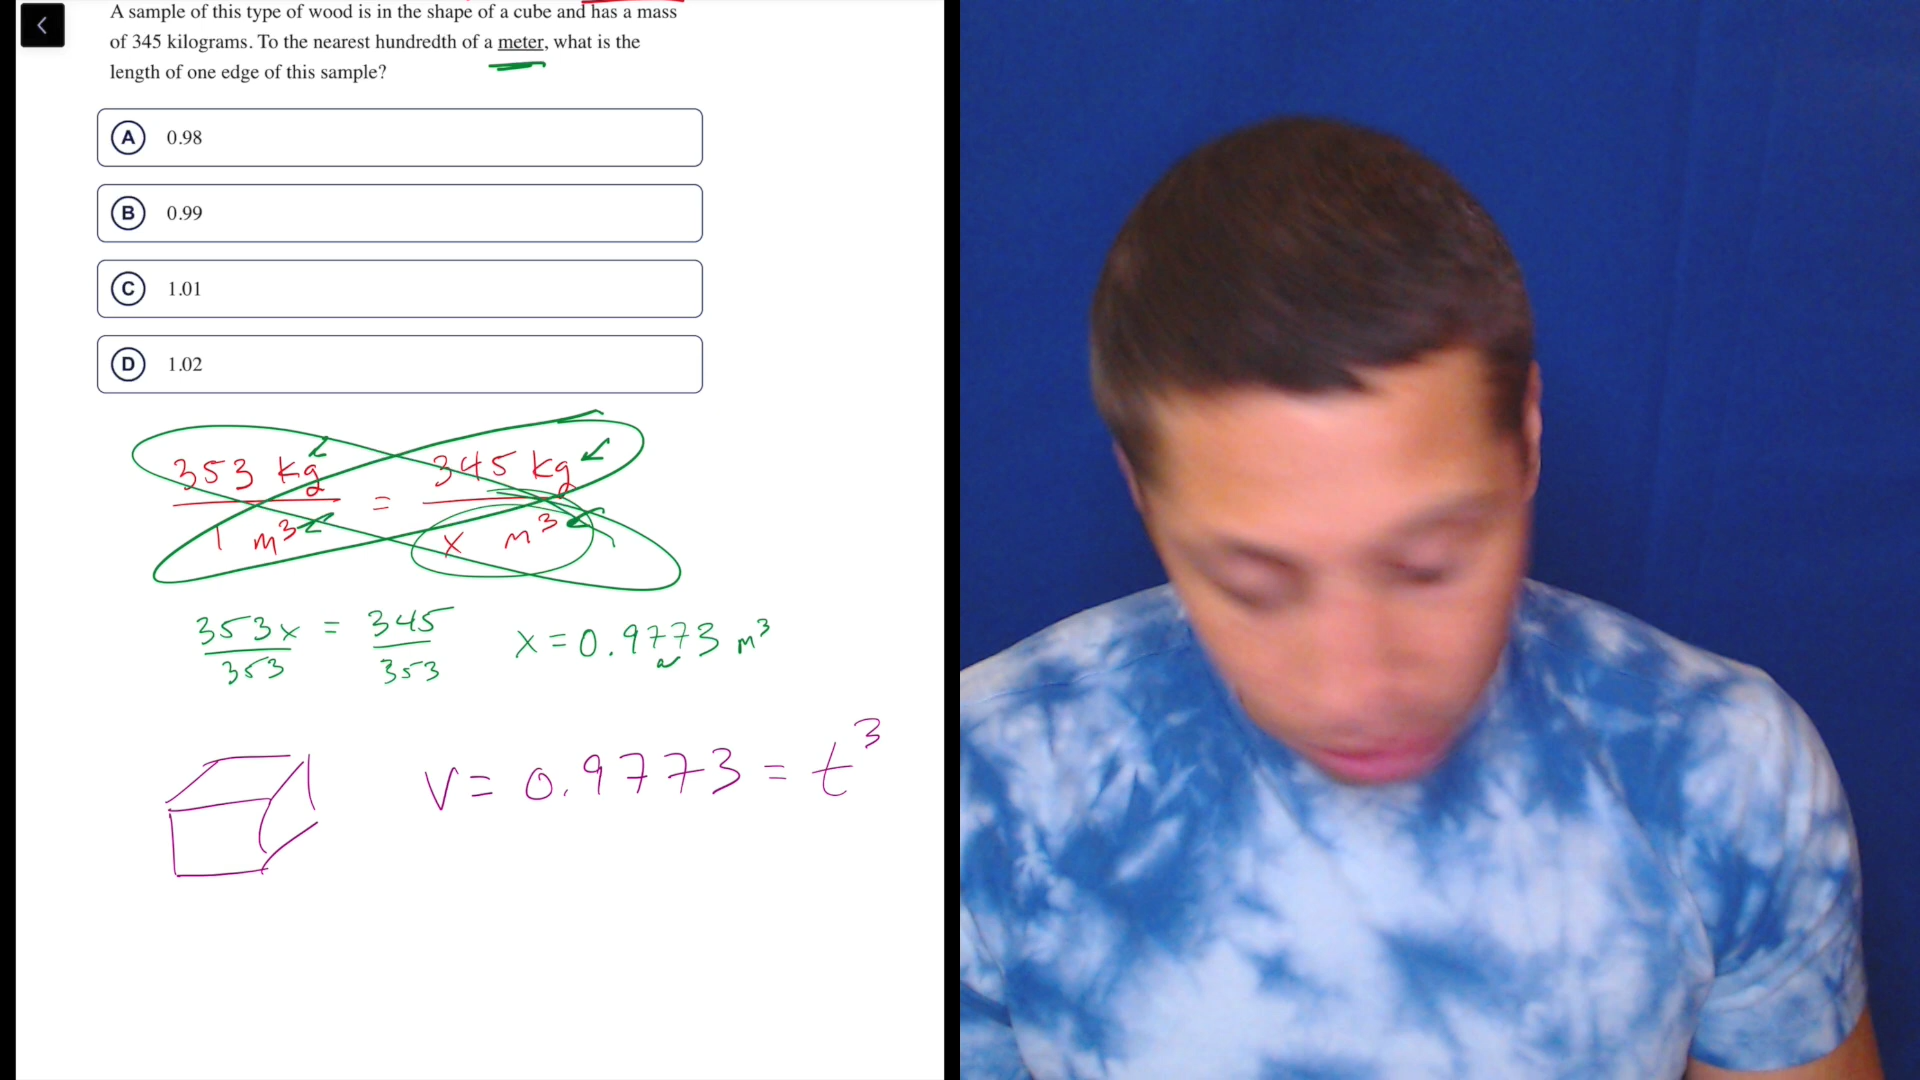 A sample of this type of wood is in the shape of a cube and has a mass
of 345 kilograms. To the nearest hundredth of a meter, what is the
length of one edge of this sample?
A 0.98
B 0.99
C 1.01
D 1.02
353 kg = 345 kg
1 m³ x m³
353x = 345 x = 0.9773 m³
353 353
V = 0.9773 = t³